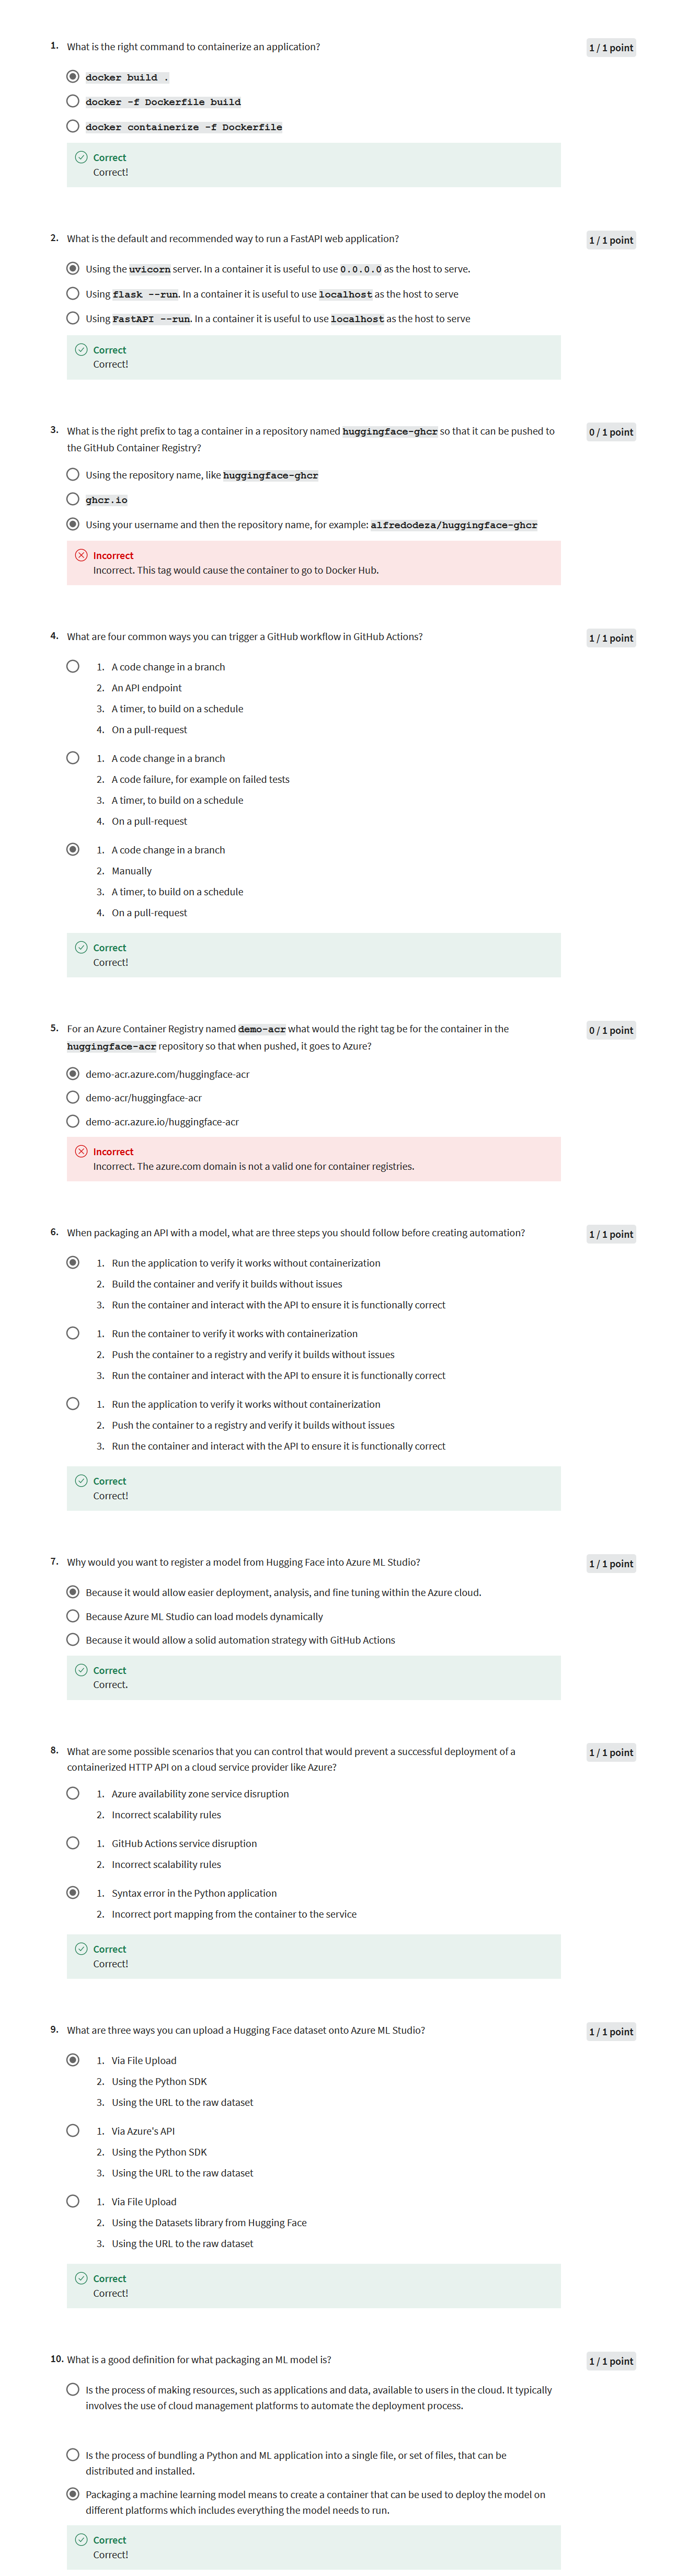 1. What is the right command to containerize an application?
1 / 1 point
docker build .
docker -f Dockerfile build
docker containerize -f Dockerfile
Correct
Correct!
2. What is the default and recommended way to run a FastAPI web application?
1 / 1 point
Using the uvicorn server. In a container it is useful to use 0.0.0.0 as the host to serve.
Using flask --run. In a container it is useful to use localhost as the host to serve
Using FastAPI --run. In a container it is useful to use localhost as the host to serve
Correct
Correct!
3. What is the right prefix to tag a container in a repository named huggingface-ghcr so that it can be pushed to
the GitHub Container Registry?
0 / 1 point
Using the repository name, like huggingface-ghcr
ghcr.io
Using your username and then the repository name, for example: alfredodeza/huggingface-ghcr
Incorrect
Incorrect. This tag would cause the container to go to Docker Hub.
4. What are four common ways you can trigger a GitHub workflow in GitHub Actions?
1 / 1 point
1. A code change in a branch
2. An API endpoint
3. A timer, to build on a schedule
4. On a pull-request
1. A code change in a branch
2. A code failure, for example on failed tests
3. A timer, to build on a schedule
4. On a pull-request
1. A code change in a branch
2. Manually
3. A timer, to build on a schedule
4. On a pull-request
Correct
Correct!
5. For an Azure Container Registry named demo-acr what would the right tag be for the container in the
huggingface-acr repository so that when pushed, it goes to Azure?
0 / 1 point
demo-acr.azure.com/huggingface-acr
demo-acr/huggingface-acr
demo-acr.azure.io/huggingface-acr
Incorrect
Incorrect. The azure.com domain is not a valid one for container registries.
6. When packaging an API with a model, what are three steps you should follow before creating automation?
1 / 1 point
1. Run the application to verify it works without containerization
2. Build the container and verify it builds without issues
3. Run the container and interact with the API to ensure it is functionally correct
1. Run the container to verify it works with containerization
2. Push the container to a registry and verify it builds without issues
3. Run the container and interact with the API to ensure it is functionally correct
1. Run the application to verify it works without containerization
2. Push the container to a registry and verify it builds without issues
3. Run the container and interact with the API to ensure it is functionally correct
Correct
Correct!
7. Why would you want to register a model from Hugging Face into Azure ML Studio?
1 / 1 point
Because it would allow easier deployment, analysis, and fine tuning within the Azure cloud.
Because Azure ML Studio can load models dynamically
Because it would allow a solid automation strategy with GitHub Actions
Correct
Correct.
8. What are some possible scenarios that you can control that would prevent a successful deployment of a
containerized HTTP API on a cloud service provider like Azure?
1 / 1 point
1. Azure availability zone service disruption
2. Incorrect scalability rules
1. GitHub Actions service disruption
2. Incorrect scalability rules
1. Syntax error in the Python application
2. Incorrect port mapping from the container to the service
Correct
Correct!
9. What are three ways you can upload a Hugging Face dataset onto Azure ML Studio?
1 / 1 point
1. Via File Upload
2. Using the Python SDK
3. Using the URL to the raw dataset
1. Via Azure's API
2. Using the Python SDK
3. Using the URL to the raw dataset
1. Via File Upload
2. Using the Datasets library from Hugging Face
3. Using the URL to the raw dataset
Correct
Correct!
10. What is a good definition for what packaging an ML model is?
1 / 1 point
Is the process of making resources, such as applications and data, available to users in the cloud. It typically
involves the use of cloud management platforms to automate the deployment process.
Is the process of bundling a Python and ML application into a single file, or set of files, that can be
distributed and installed.
Packaging a machine learning model means to create a container that can be used to deploy the model on
different platforms which includes everything the model needs to run.
Correct
Correct!